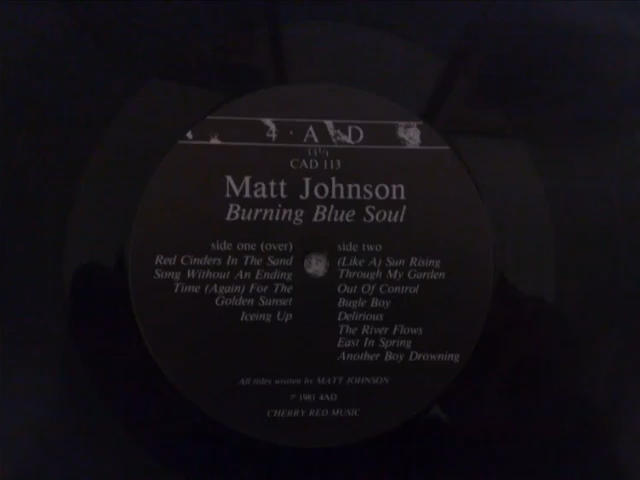 4 · A D
33⅓
CAD 113
Matt Johnson
Burning Blue Soul
side one (over)
Red Cinders In The Sand
Song Without An Ending
Time (Again) For The
Golden Sunset
Iceing Up
side two
(Like A) Sun Rising
Through My Garden
Out Of Control
Bugle Boy
Delirious
The River Flows
East In Spring
Another Boy Drowning
All titles written by MATT JOHNSON
℗ 1981 4AD
CHERRY RED MUSIC